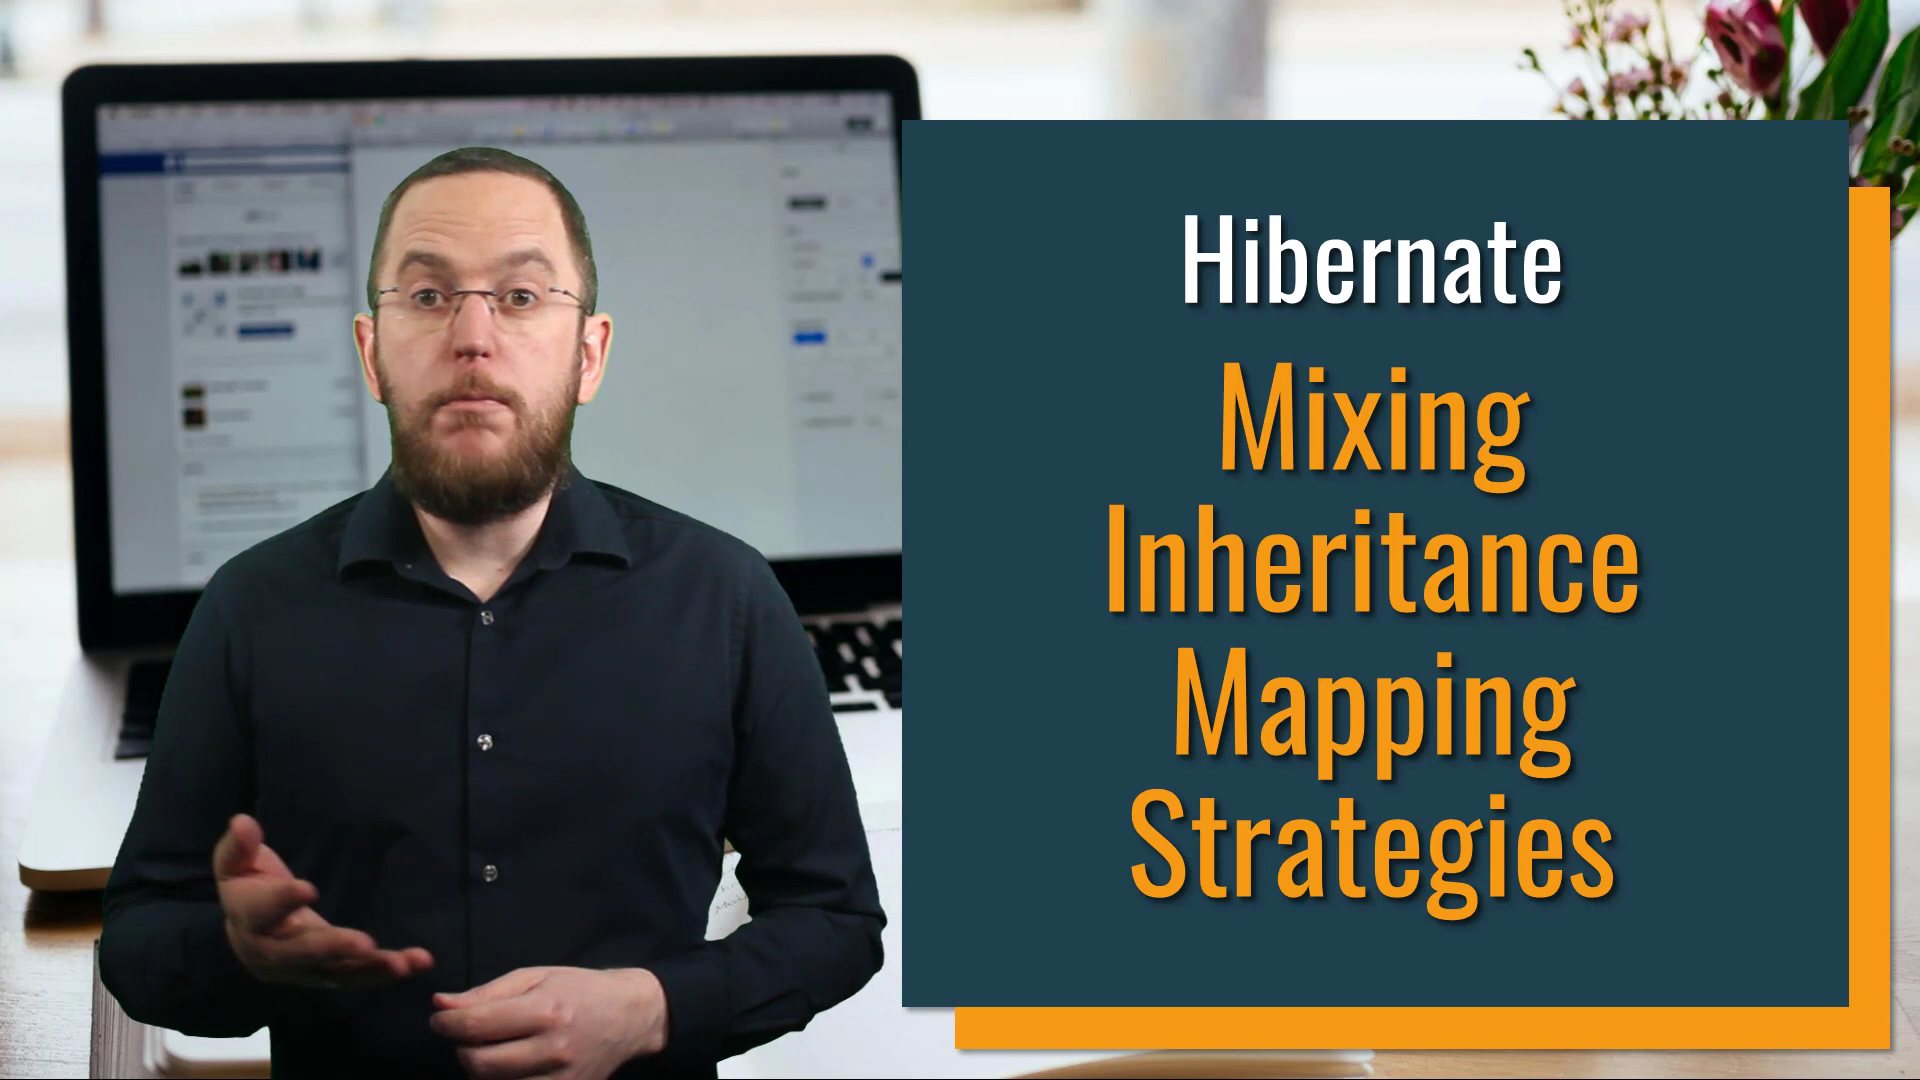 Hibernate
Mixing
Inheritance
Mapping
Strategies